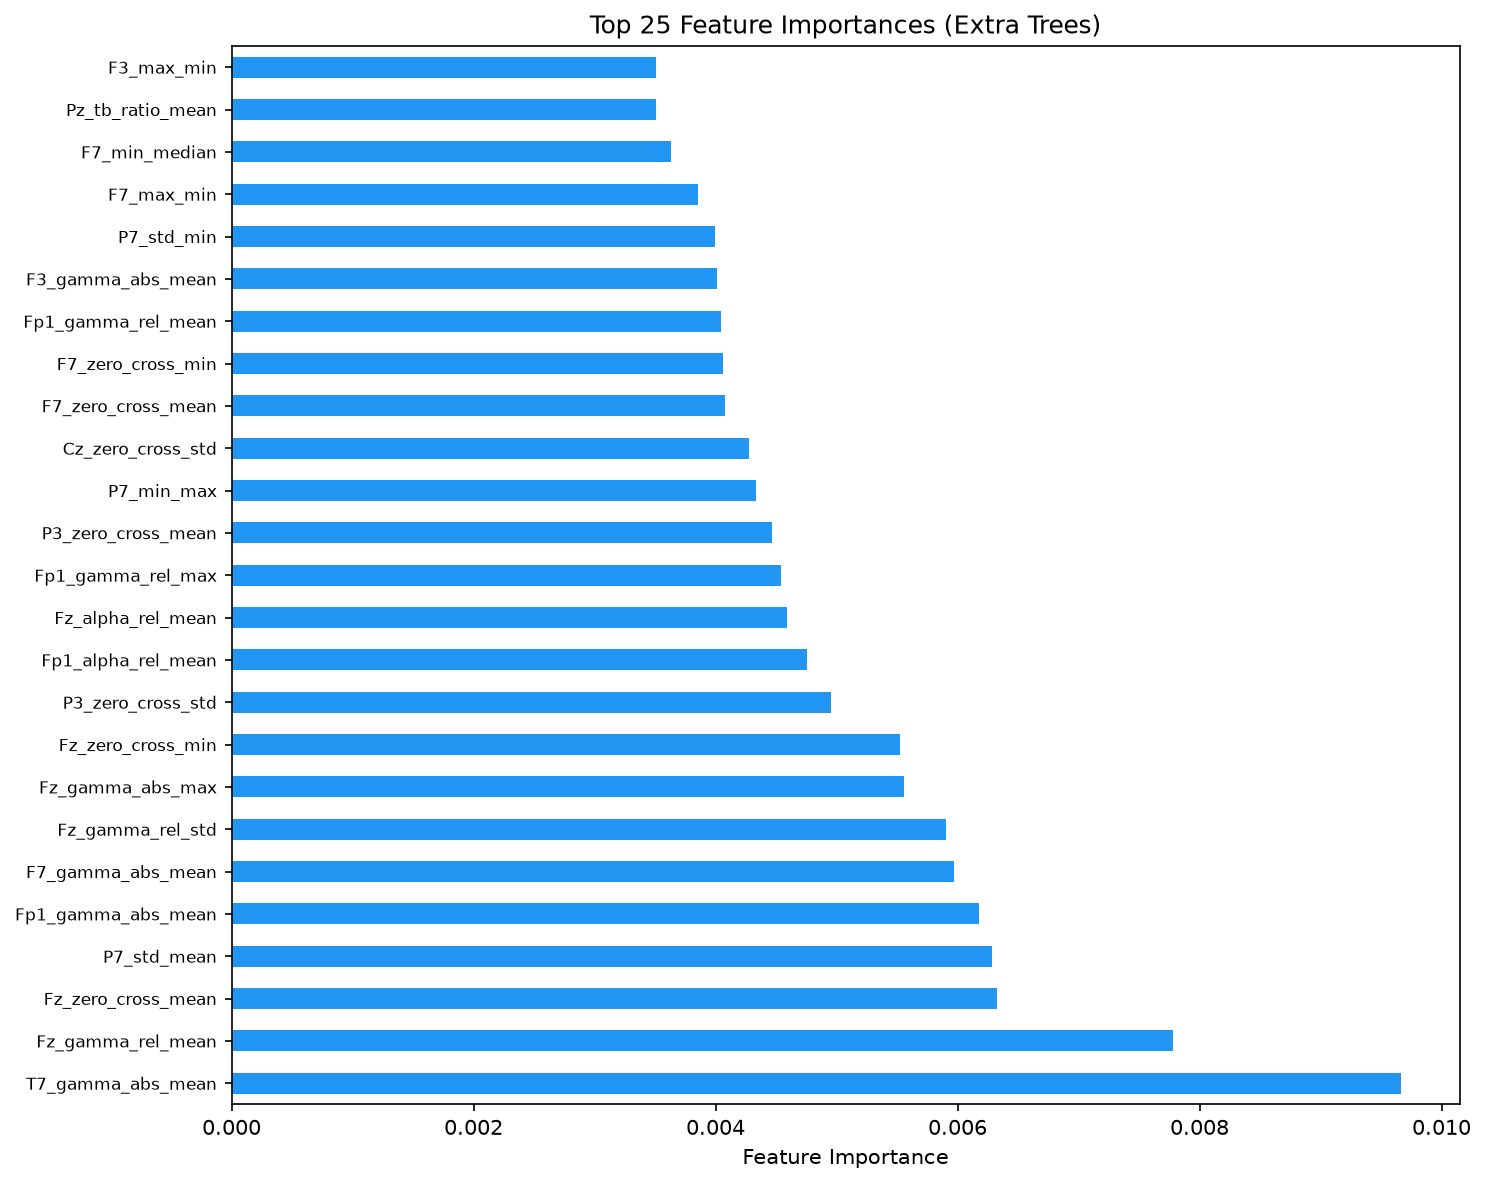 Top 25 Feature Importances (Extra Trees)
F3_max_min
Pz_tb_ratio_mean
F7_min_median
F7_max_min
P7_std_min
F3_gamma_abs_mean
Fp1_gamma_rel_mean
F7_zero_cross_min
F7_zero_cross_mean
Cz_zero_cross_std
P7_min_max
P3_zero_cross_mean
Fp1_gamma_rel_max
Fz_alpha_rel_mean
Fp1_alpha_rel_mean
P3_zero_cross_std
Fz_zero_cross_min
Fz_gamma_abs_max
Fz_gamma_rel_std
F7_gamma_abs_mean
Fp1_gamma_abs_mean
P7_std_mean
Fz_zero_cross_mean
Fz_gamma_rel_mean
T7_gamma_abs_mean
0.000 0.002 0.004 0.006 0.008 0.010
Feature Importance